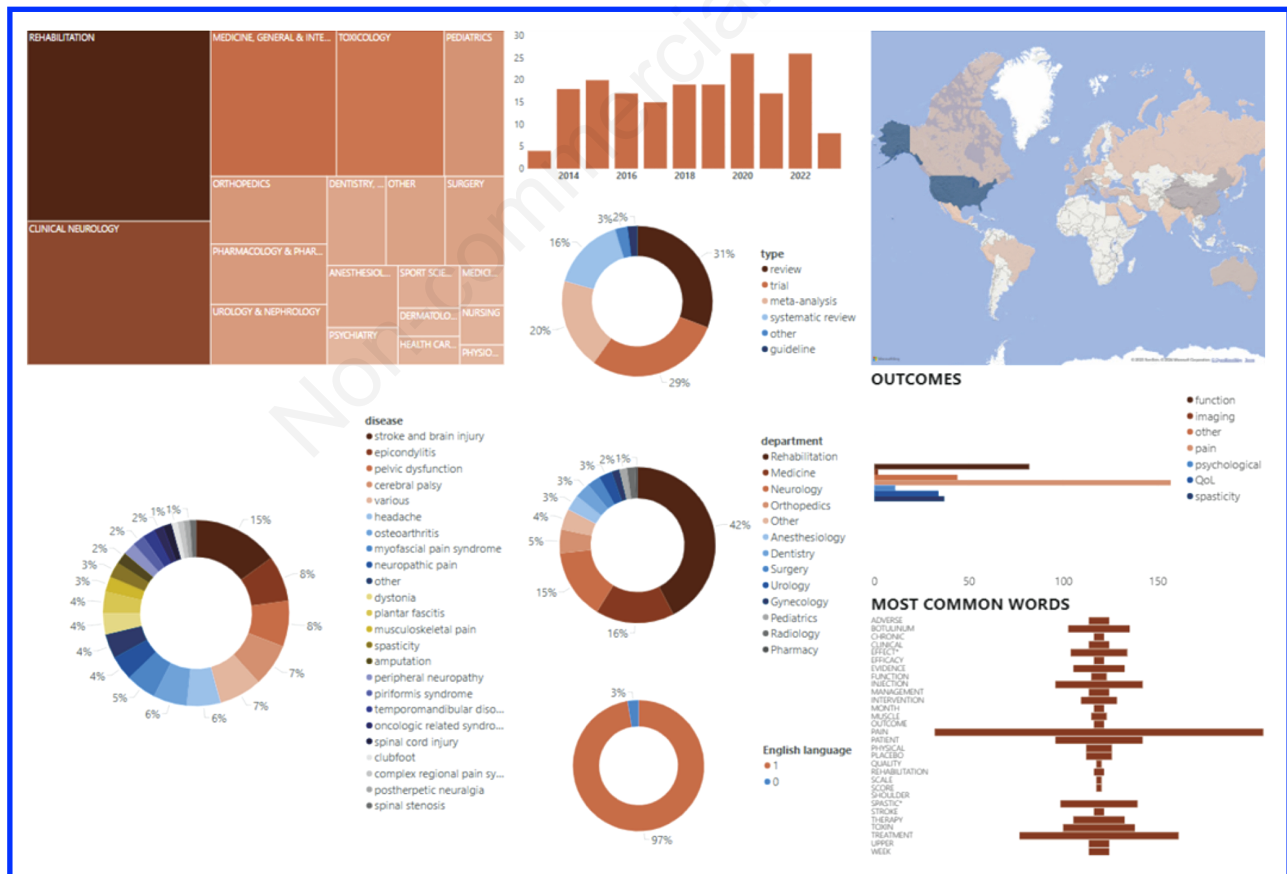 REHABILITATION
MEDICINE, GENERAL & INTE...
TOXICOLOGY
PEDIATRICS
CLINICAL NEUROLOGY
ORTHOPEDICS
DENTISTRY, ...
OTHER
SURGERY
PHARMACOLOGY & PHAR...
ANESTHESIOL...
SPORT SCIE...
MEDICI...
UROLOGY & NEPHROLOGY
DERMATOLO...
NURSING
PSYCHIATRY
HEALTH CAR...
PHYSIO...
30
25
20
15
10
5
0
2014
2016
2018
2020
2022
3%
2%
16%
31%
20%
29%
type
review
trial
meta-analysis
systematic review
other
guideline
disease
stroke and brain injury
epicondylitis
pelvic dysfunction
cerebral palsy
various
headache
osteoarthritis
myofascial pain syndrome
neuropathic pain
other
dystonia
plantar fascitis
musculoskeletal pain
spasticity
amputation
peripheral neuropathy
piriformis syndrome
temporomandibular diso...
oncologic related syndro...
spinal cord injury
clubfoot
complex regional pain sy...
postherpetic neuralgia
spinal stenosis
1%
1%
2%
2%
2%
3%
3%
4%
4%
4%
4%
5%
6%
6%
7%
7%
8%
8%
15%
department
Rehabilitation
Medicine
Neurology
Orthopedics
Other
Anesthesiology
Dentistry
Surgery
Urology
Gynecology
Pediatrics
Radiology
Pharmacy
2%
1%
3%
3%
3%
4%
5%
15%
16%
42%
English language
1
0
3%
97%
OUTCOMES
function
imaging
other
pain
psychological
QoL
spasticity
0
50
100
150
MOST COMMON WORDS
ADVERSE
BOTULINUM
CHRONIC
CLINICAL
EFFECT*
EFFICACY
EVIDENCE
FUNCTION
INJECTION
MANAGEMENT
INTERVENTION
MONTH
MUSCLE
OUTCOME
PAIN
PATIENT
PHYSICAL
PLACEBO
QUALITY
REHABILITATION
SCALE
SCORE
SHOULDER
SPASTIC*
STROKE
THERAPY
TOXIN
TREATMENT
UPPER
WEEK
Non-commercial